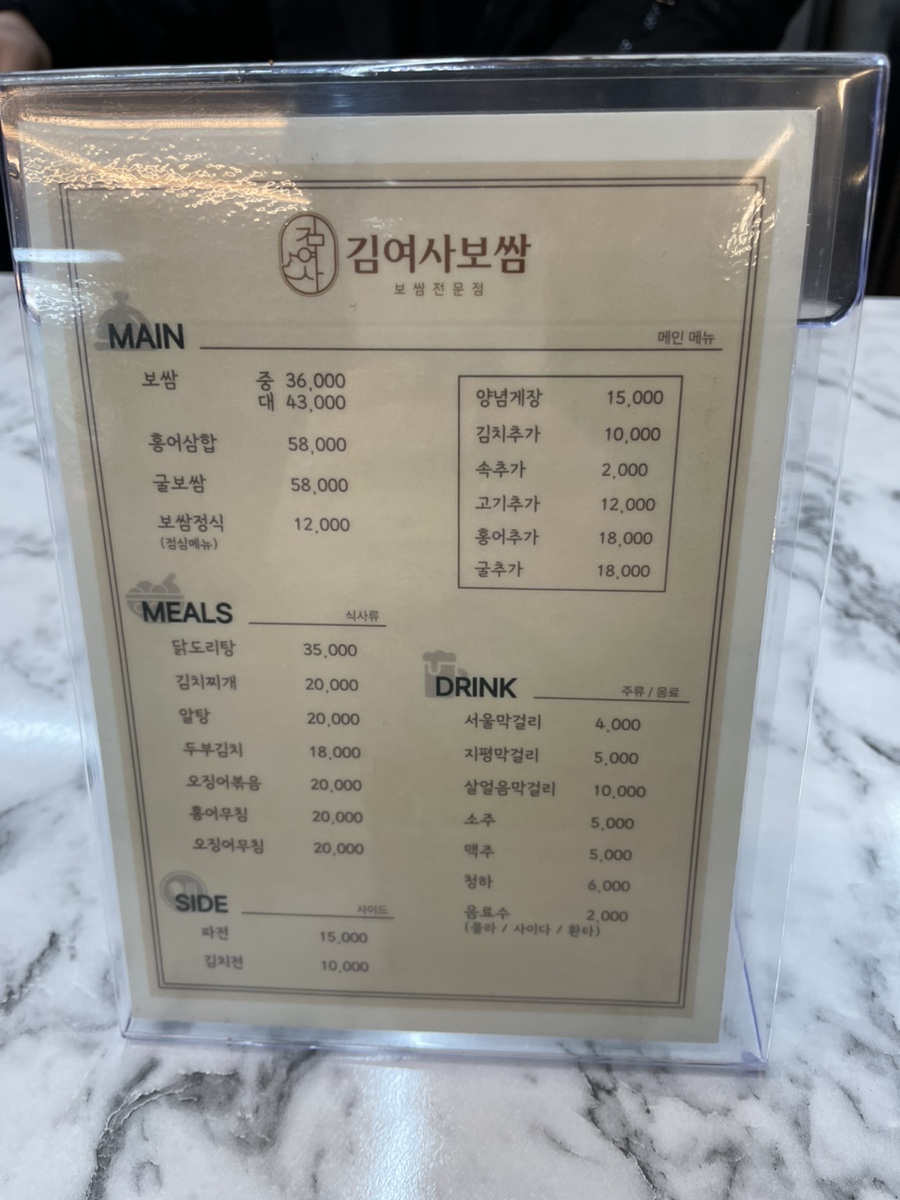 김여사
김여사보쌈
보쌈전문점
MAIN 메인 메뉴
보쌈 중 36,000
대 43,000
홍어삼합 58,000
굴보쌈 58,000
보쌈정식 12,000
(점심메뉴)
양념게장 15,000
김치추가 10,000
속추가 2,000
고기추가 12,000
홍어추가 18,000
굴추가 18,000
MEALS 식사류
닭도리탕 35,000
김치찌개 20,000
알탕 20,000
두부김치 18,000
오징어볶음 20,000
홍어무침 20,000
오징어무침 20,000
SIDE 사이드
파전 15,000
김치전 10,000
DRINK 주류 / 음료
서울막걸리 4,000
지평막걸리 5,000
살얼음막걸리 10,000
소주 5,000
맥주 5,000
청하 6,000
음료수 2,000
(콜라 / 사이다 / 환타)